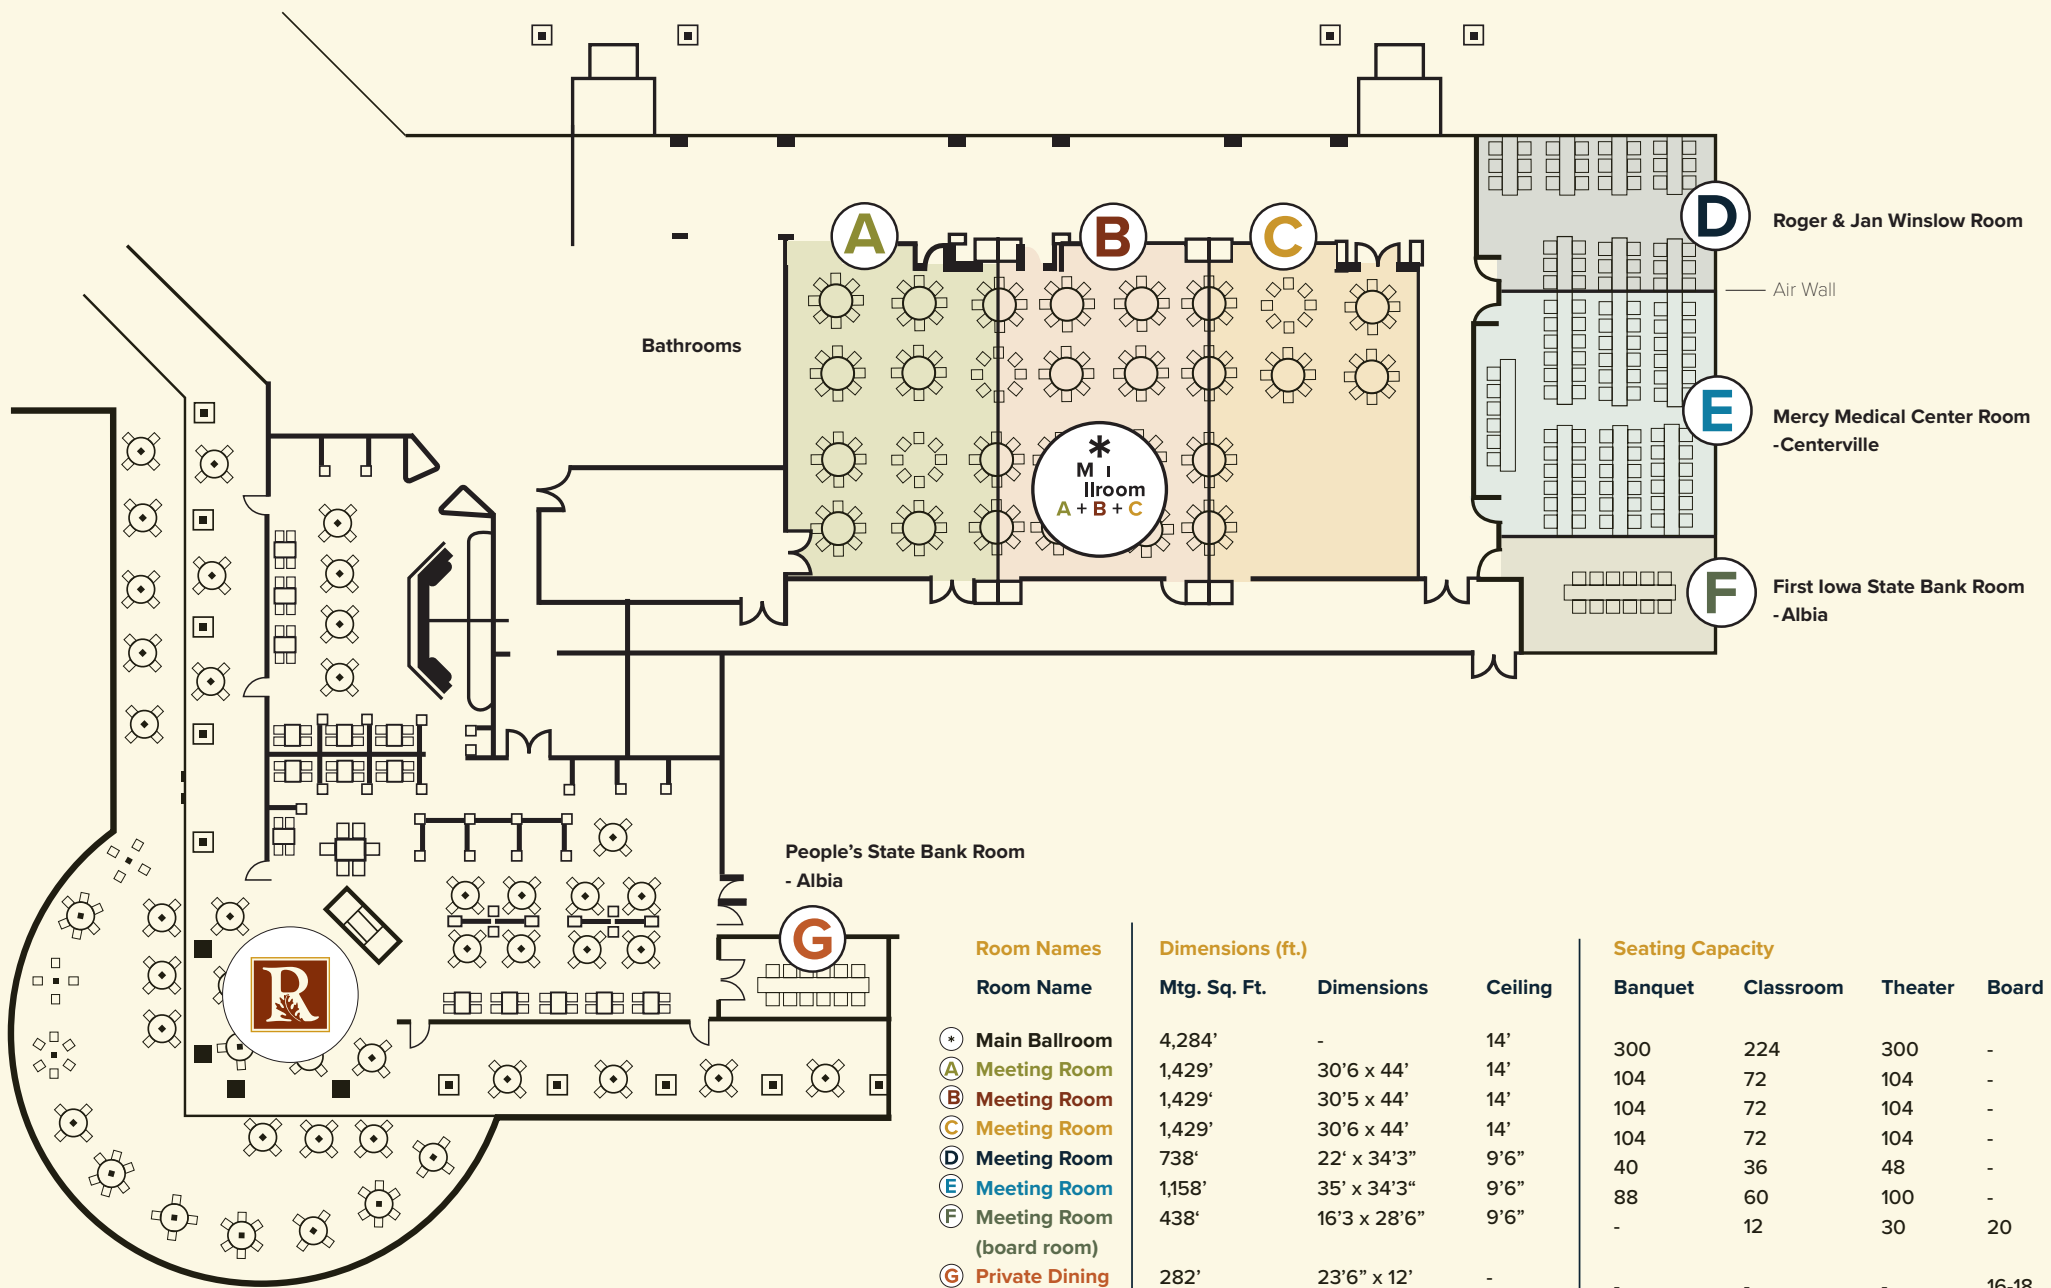 A
B
C
D
Roger & Jan Winslow Room
Air Wall
Bathrooms
E
Mercy Medical Center Room
-Centerville
*
M i
llroom
A + B + C
F
First Iowa State Bank Room
- Albia
People’s State Bank Room
- Albia
G
R
Room Names Dimensions (ft.) Seating Capacity
Room Name Mtg. Sq. Ft. Dimensions Ceiling Banquet Classroom Theater Board
* Main Ballroom 4,284’ - 14’ 300 224 300 -
A Meeting Room 1,429’ 30’6 x 44’ 14’ 104 72 104 -
B Meeting Room 1,429‘ 30’5 x 44’ 14’ 104 72 104 -
C Meeting Room 1,429’ 30’6 x 44’ 14’ 104 72 104 -
D Meeting Room 738‘ 22‘ x 34’3” 9’6” 40 36 48 -
E Meeting Room 1,158’ 35’ x 34’3“ 9’6” 88 60 100 -
F Meeting Room 438‘ 16’3 x 28’6” 9’6” - 12 30 20
(board room)
G Private Dining 282’ 23’6” x 12’ - - - - 16-18